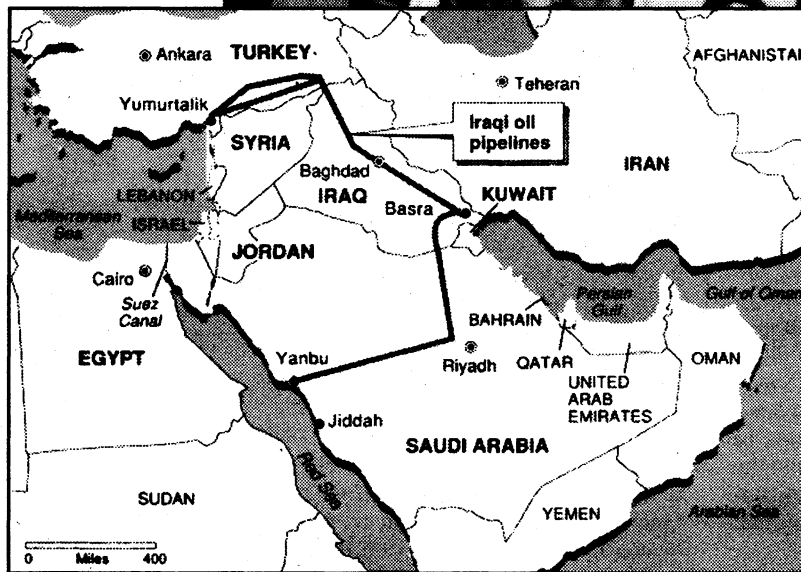 Ankara
TURKEY
AFGHANISTAN
Teheran
Yumurtalik
Iraqi oil
pipelines
SYRIA
IRAN
Baghdad
LEBANON
IRAQ
KUWAIT
Basra
Mediterranean
Sea
ISRAEL
JORDAN
Cairo
Suez
Canal
Persian
Gulf
Gulf of Oman
BAHRAIN
EGYPT
Yanbu
Riyadh
QATAR
OMAN
UNITED
ARAB
EMIRATES
Jiddah
SAUDI ARABIA
Red Sea
SUDAN
YEMEN
Arabian Sea
0 400
Miles